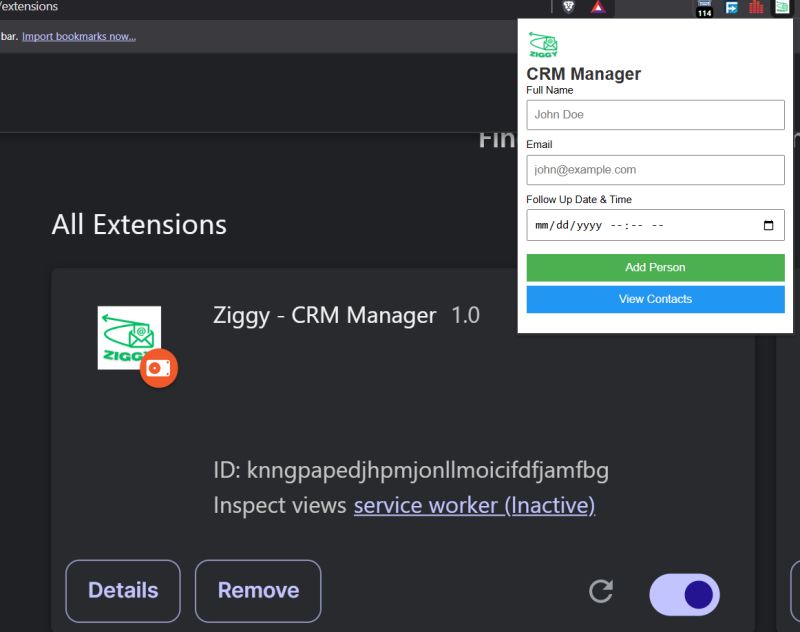 /extensions
114
bar. Import bookmarks now...
ZIGGY
CRM Manager
Full Name
John Doe
Email
john@example.com
Follow Up Date & Time
mm/dd/yyyy --:-- --
Add Person
View Contacts
Fin
All Extensions
ZIGGY
Ziggy - CRM Manager 1.0
ID: knngpapedjhpmjonllmoicifdfjamfbg
Inspect views service worker (Inactive)
Details
Remove